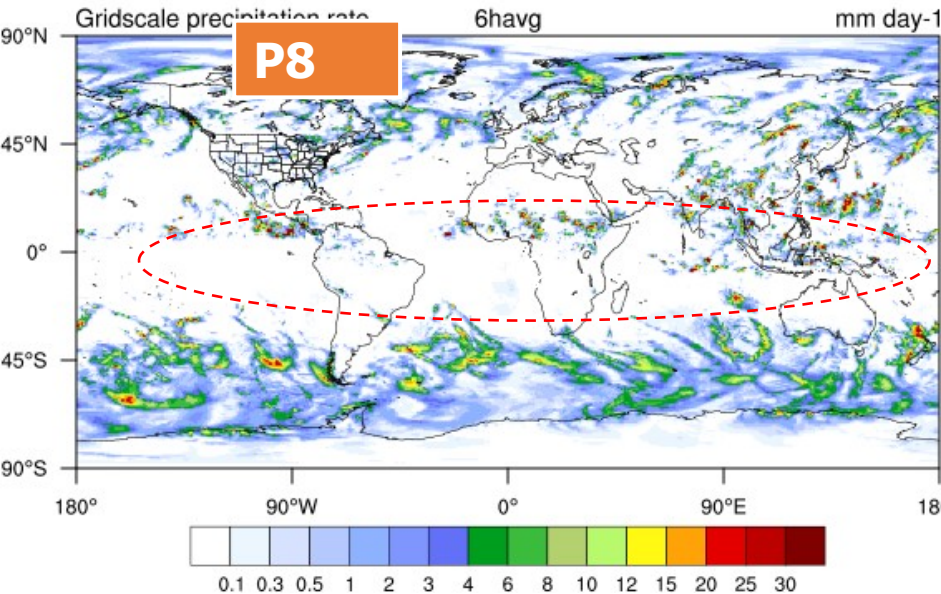 Gridscale precipitation rate 6havg mm day-1
P8
90°N
45°N
0°
45°S
90°S
180° 90°W 0° 90°E 18
0.1 0.3 0.5 1 2 3 4 6 8 10 12 15 20 25 30